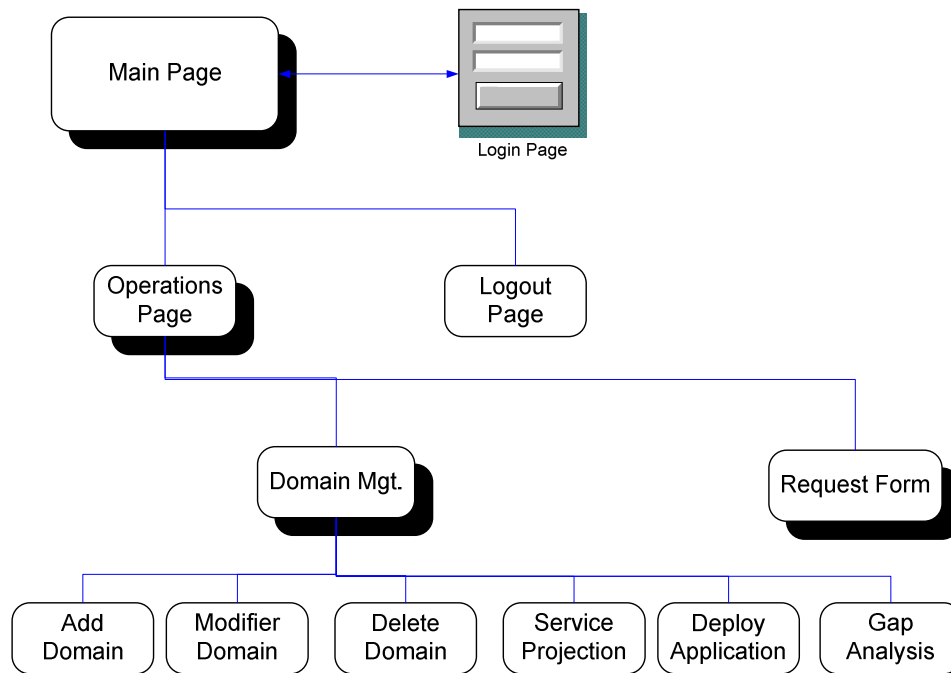 Main Page
Login Page
Operations
Page
Logout
Page
Domain Mgt.
Request Form
Add
Domain
Modifier
Domain
Delete
Domain
Service
Projection
Deploy
Application
Gap
Analysis